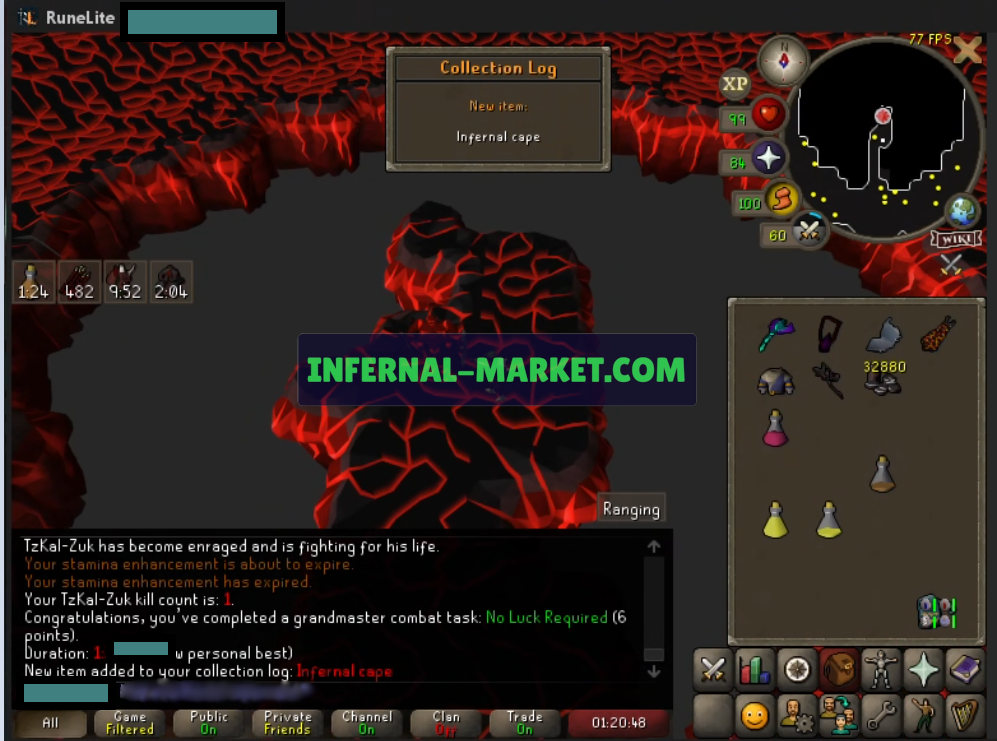 RuneLite
77 FPS
Collection Log
New item:
Infernal cape
N
XP
99
84
100
60
WIKI
1:24
482
9:52
2:04
32880
INFERNAL-MARKET.COM
Ranging
TzKal-Zuk has become enraged and is fighting for his life.
Your stamina enhancement is about to expire.
Your stamina enhancement has expired.
Your TzKal-Zuk kill count is: 1.
Congratulations, you've completed a grandmaster combat task: No Luck Required (6
points).
Duration: 1: w personal best)
New item added to your collection log: Infernal cape
All
Game
Filtered
Public
On
Private
Friends
Channel
On
Clan
Off
Trade
On
01:20:48